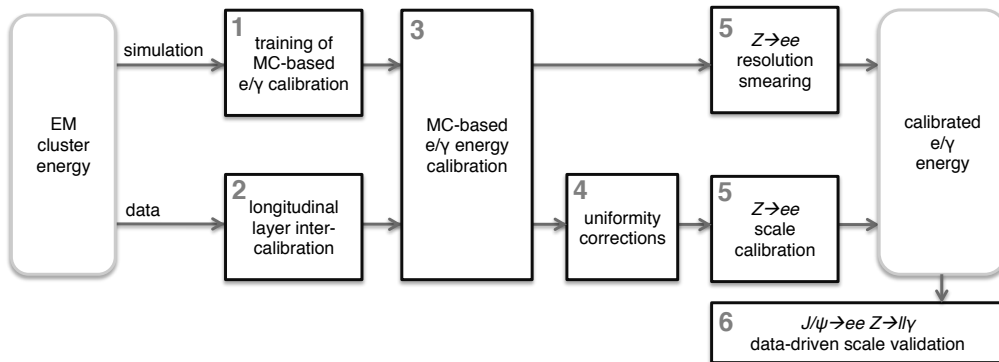 EM
cluster
energy
simulation
data
1
training of
MC-based
e/γ calibration
2
longitudinal
layer inter-
calibration
3
MC-based
e/γ energy
calibration
4
uniformity
corrections
5
Z→ee
resolution
smearing
5
Z→ee
scale
calibration
calibrated
e/γ
energy
6
J/ψ→ee Z→llγ
data-driven scale validation